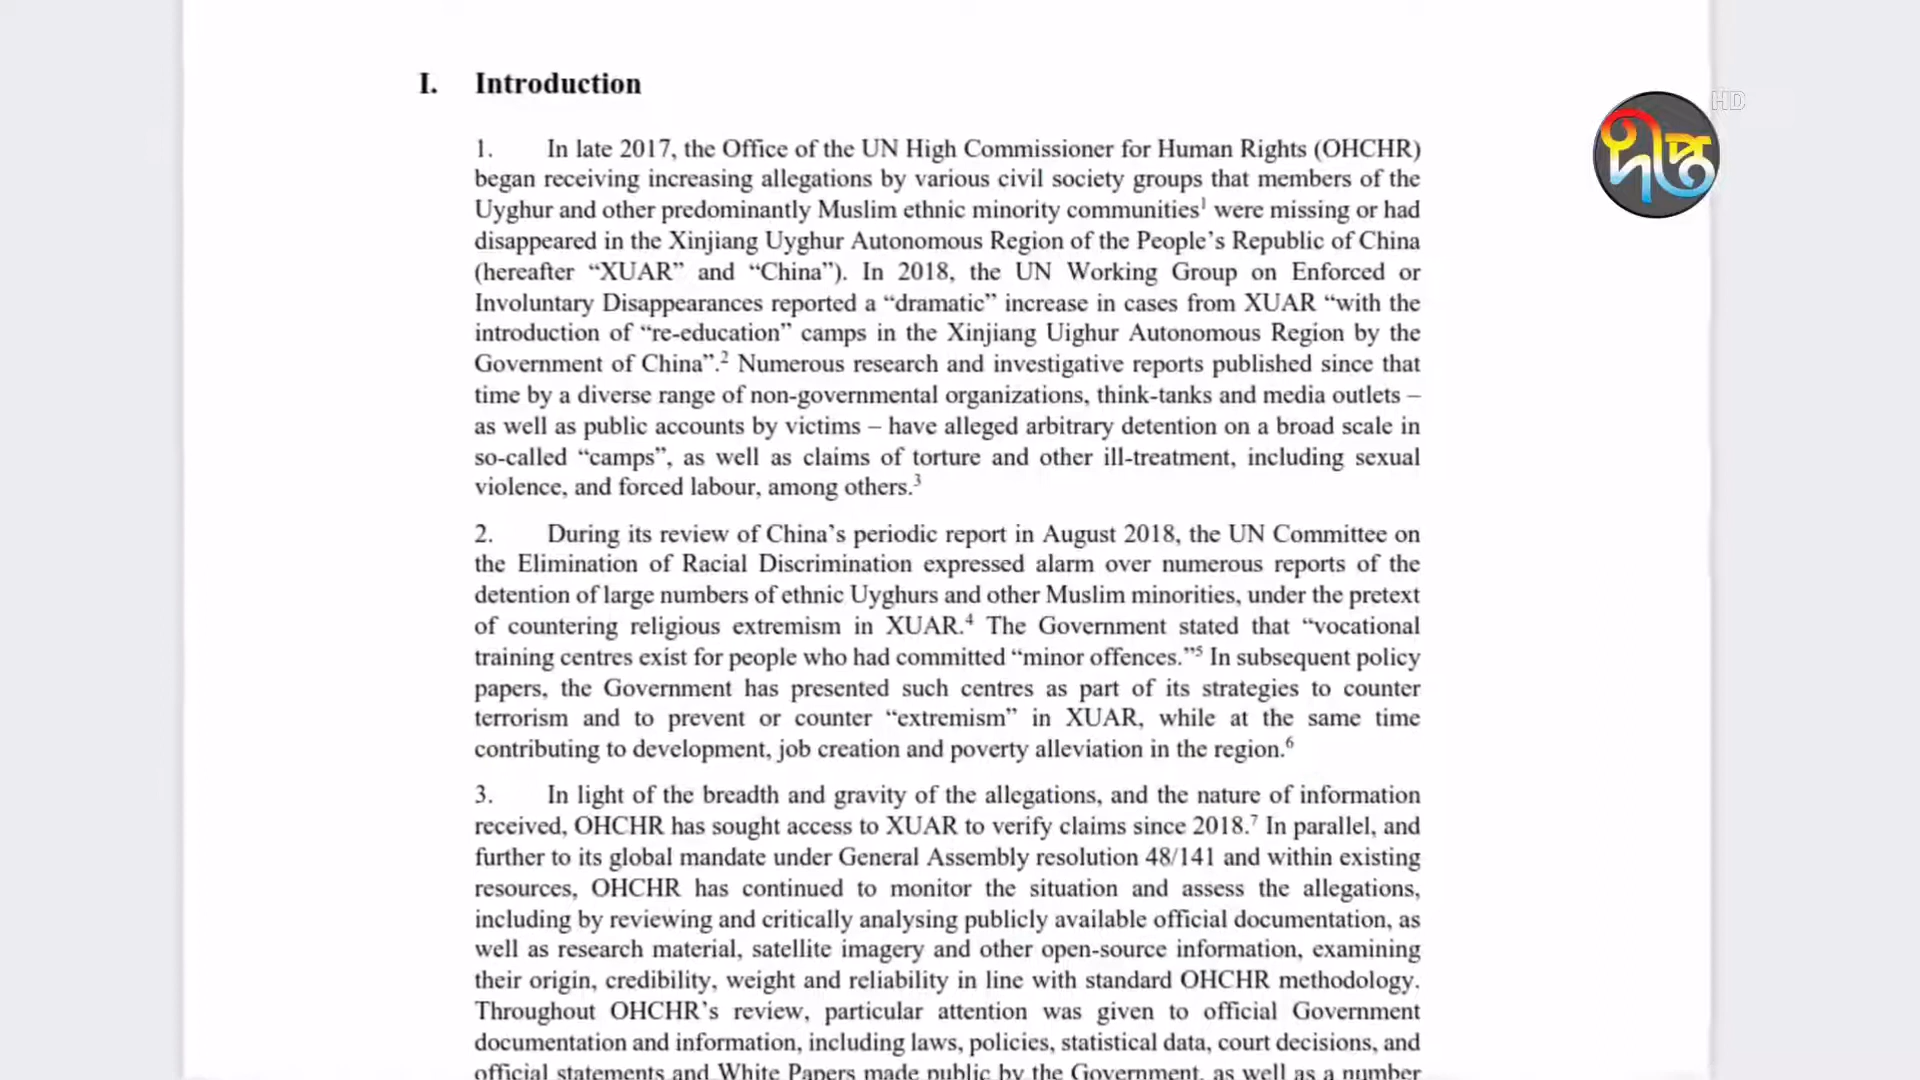 I. Introduction
HD
দীপ্ত
1. In late 2017, the Office of the UN High Commissioner for Human Rights (OHCHR)
began receiving increasing allegations by various civil society groups that members of the
Uyghur and other predominantly Muslim ethnic minority communities¹ were missing or had
disappeared in the Xinjiang Uyghur Autonomous Region of the People’s Republic of China
(hereafter “XUAR” and “China”). In 2018, the UN Working Group on Enforced or
Involuntary Disappearances reported a “dramatic” increase in cases from XUAR “with the
introduction of “re-education” camps in the Xinjiang Uighur Autonomous Region by the
Government of China”.² Numerous research and investigative reports published since that
time by a diverse range of non-governmental organizations, think-tanks and media outlets –
as well as public accounts by victims – have alleged arbitrary detention on a broad scale in
so-called “camps”, as well as claims of torture and other ill-treatment, including sexual
violence, and forced labour, among others.³
2. During its review of China’s periodic report in August 2018, the UN Committee on
the Elimination of Racial Discrimination expressed alarm over numerous reports of the
detention of large numbers of ethnic Uyghurs and other Muslim minorities, under the pretext
of countering religious extremism in XUAR.⁴ The Government stated that “vocational
training centres exist for people who had committed “minor offences.”⁵ In subsequent policy
papers, the Government has presented such centres as part of its strategies to counter
terrorism and to prevent or counter “extremism” in XUAR, while at the same time
contributing to development, job creation and poverty alleviation in the region.⁶
3. In light of the breadth and gravity of the allegations, and the nature of information
received, OHCHR has sought access to XUAR to verify claims since 2018.⁷ In parallel, and
further to its global mandate under General Assembly resolution 48/141 and within existing
resources, OHCHR has continued to monitor the situation and assess the allegations,
including by reviewing and critically analysing publicly available official documentation, as
well as research material, satellite imagery and other open-source information, examining
their origin, credibility, weight and reliability in line with standard OHCHR methodology.
Throughout OHCHR’s review, particular attention was given to official Government
documentation and information, including laws, policies, statistical data, court decisions, and
official statements and White Papers made public by the Government, as well as a number